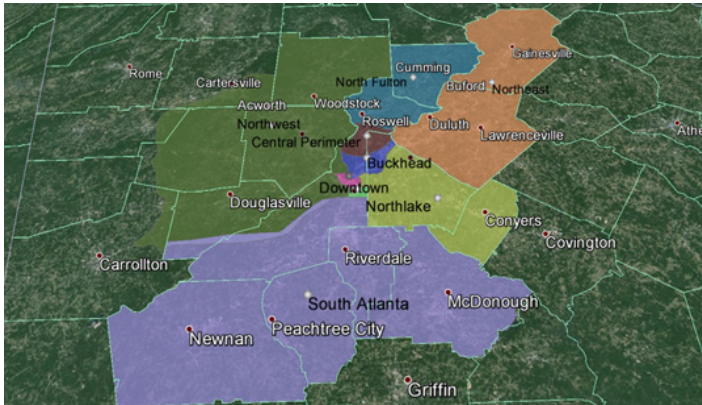 Gainesville
Cumming
Rome
North Fulton
Cartersville
Buford
Northeast
Acworth
Woodstock
Roswell
Duluth
Northwest
Lawrenceville
Athe
Central Perimeter
Buckhead
Downtown
Douglasville
Northlake
Conyers
Covington
Carrollton
Riverdale
South Atlanta
McDonough
Newnan
Peachtree City
Griffin